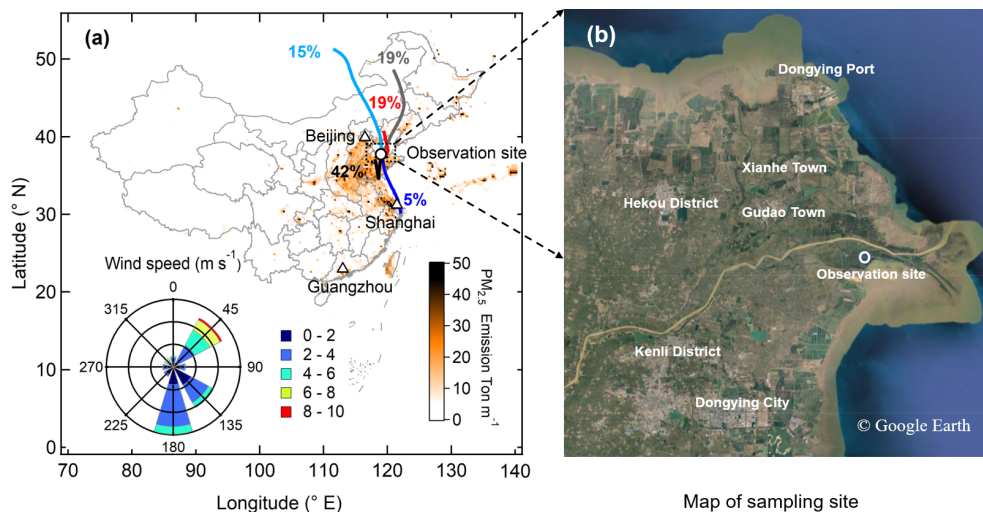 (a)
15%
19%
19%
Beijing
Observation site
42%
5%
Shanghai
Guangzhou
Latitude (° N)
50
40
30
20
10
0
70
80
90
100
110
120
130
140
Longitude (° E)
Wind speed (m s⁻¹)
0
45
90
135
180
225
270
315
0 - 2
2 - 4
4 - 6
6 - 8
8 - 10
50
40
30
20
10
0
PM₂.₅ Emission Ton m⁻¹
(b)
Dongying Port
Xianhe Town
Hekou District
Gudao Town
Observation site
Kenli District
Dongying City
© Google Earth
Map of sampling site